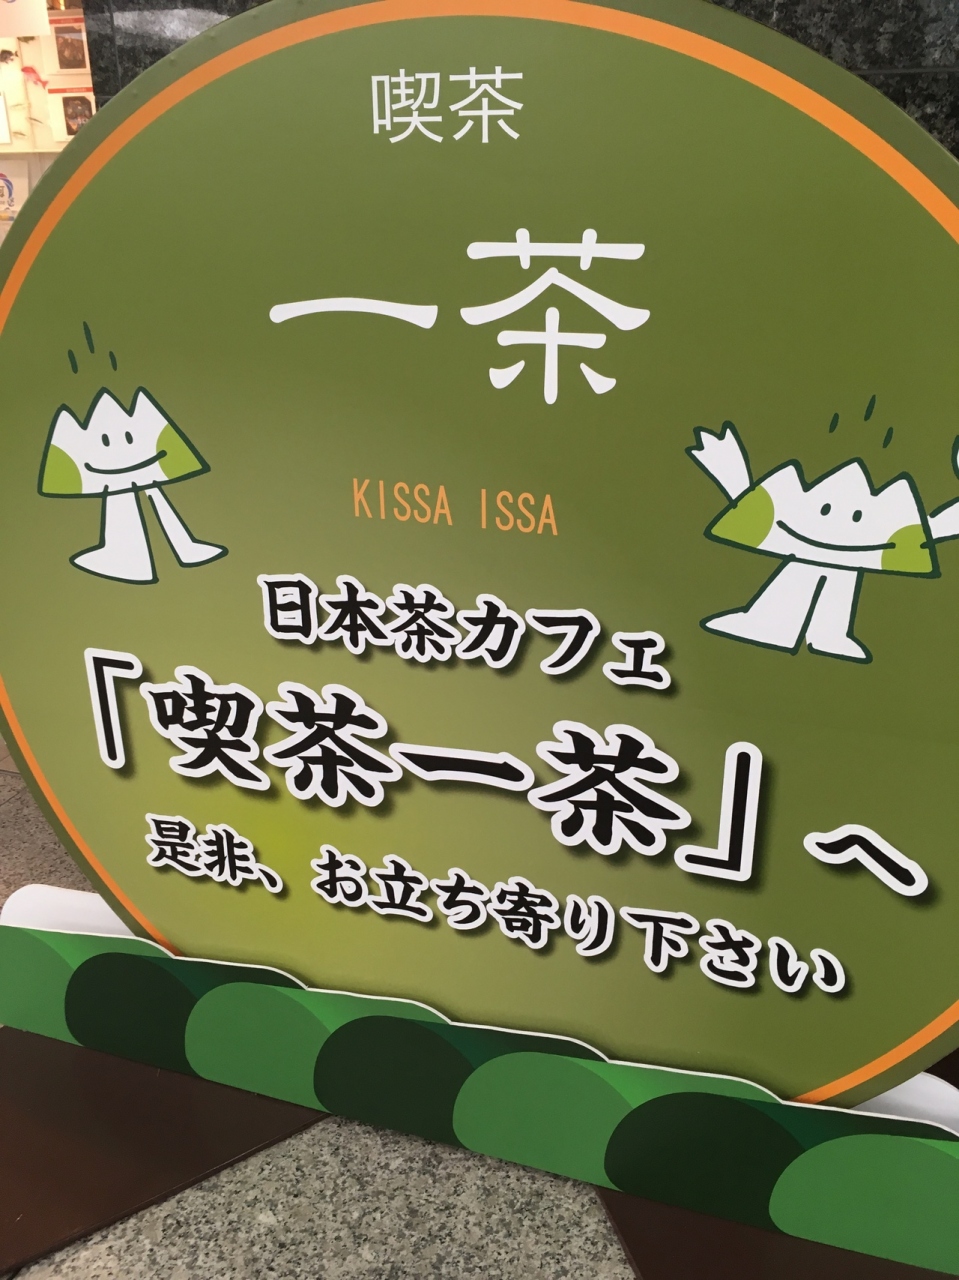 喫茶
一茶
KISSA ISSA
日本茶カフェ
「喫茶一茶」へ
是非、お立ち寄り下さい